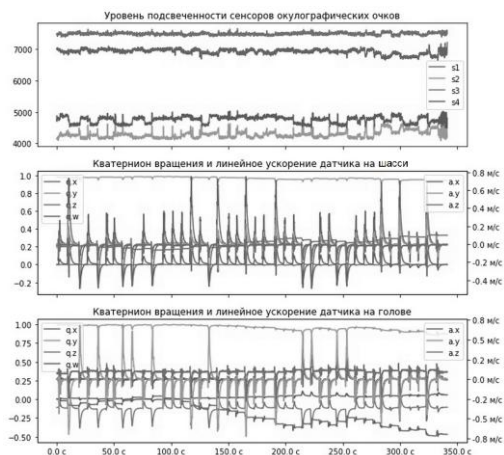 Уровень подсвеченности сенсоров окулографических очков
7000
6000
5000
4000
s1
s2
s3
s4
Кватернион вращения и линейное ускорение датчика на шасси
1.0
0.8
0.6
0.4
0.2
0.0
−0.2
q.x
q.y
q.z
q.w
a.x
a.y
a.z
0.8 м/с
0.6 м/с
0.4 м/с
0.2 м/с
0.0 м/с
-0.2 м/с
-0.4 м/с
Кватернион вращения и линейное ускорение датчика на голове
1.00
0.75
0.50
0.25
0.00
−0.25
−0.50
q.x
q.y
q.z
q.w
a.x
a.y
a.z
0.8 м/с
0.5 м/с
0.2 м/с
0.0 м/с
-0.2 м/с
-0.5 м/с
-0.8 м/с
0.0 с 50.0 с 100.0 с 150.0 с 200.0 с 250.0 с 300.0 с 350.0 с